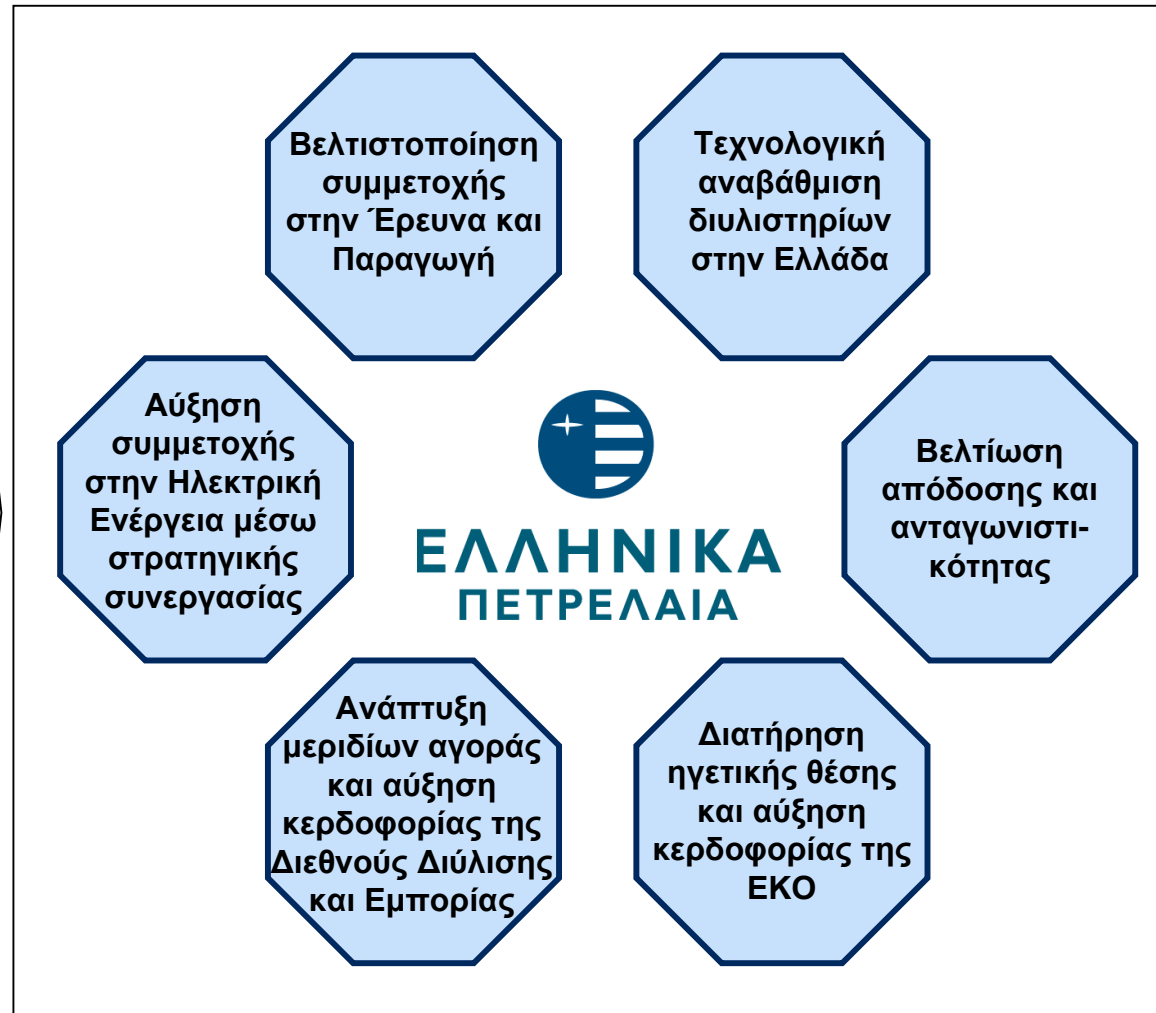 Βελτιστοποίηση
συμμετοχής
στην Έρευνα και
Παραγωγή
Τεχνολογική
αναβάθμιση
διυλιστηρίων
στην Ελλάδα
Αύξηση
συμμετοχής
στην Ηλεκτρική
Ενέργεια μέσω
στρατηγικής
συνεργασίας
ΕΛΛΗΝΙΚΑ
ΠΕΤΡΕΛΑΙΑ
Βελτίωση
απόδοσης και
ανταγωνιστι-
κότητας
Ανάπτυξη
μεριδίων αγοράς
και αύξηση
κερδοφορίας της
Διεθνούς Διύλισης
και Εμπορίας
Διατήρηση
ηγετικής θέσης
και αύξηση
κερδοφορίας της
ΕΚΟ